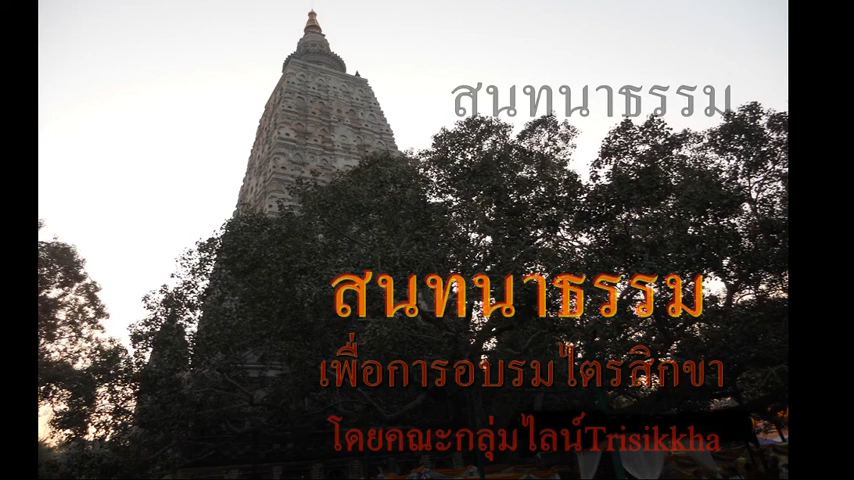 สนทนาธรรม
สนทนาธรรม
เพื่อการอบรมไตรสิกขา
โดยคณะกลุ่มไลน์Trisikkha